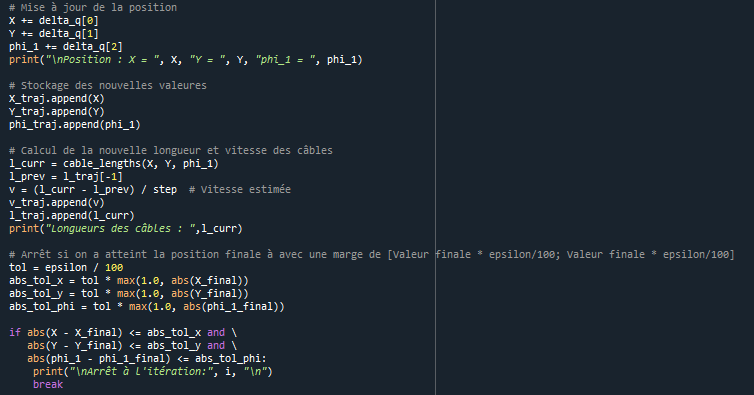 # Mise à jour de la position
X += delta_q[0]
Y += delta_q[1]
phi_1 += delta_q[2]
print("\nPosition : X = ", X, "Y = ", Y, "phi_1 = ", phi_1)
# Stockage des nouvelles valeures
X_traj.append(X)
Y_traj.append(Y)
phi_traj.append(phi_1)
# Calcul de la nouvelle longueur et vitesse des câbles
l_curr = cable_lengths(X, Y, phi_1)
l_prev = l_traj[-1]
v = (l_curr - l_prev) / step  # Vitesse estimée
v_traj.append(v)
l_traj.append(l_curr)
print("Longueurs des câbles : ",l_curr)
# Arrêt si on a atteint la position finale à avec une marge de [Valeur finale * epsilon/100; Valeur finale * epsilon/100]
tol = epsilon / 100
abs_tol_x = tol * max(1.0, abs(X_final))
abs_tol_y = tol * max(1.0, abs(Y_final))
abs_tol_phi = tol * max(1.0, abs(phi_1_final))
if abs(X - X_final) <= abs_tol_x and \
abs(Y - Y_final) <= abs_tol_y and \
abs(phi_1 - phi_1_final) <= abs_tol_phi:
print("\nArrêt à l'itération:", i, "\n")
break